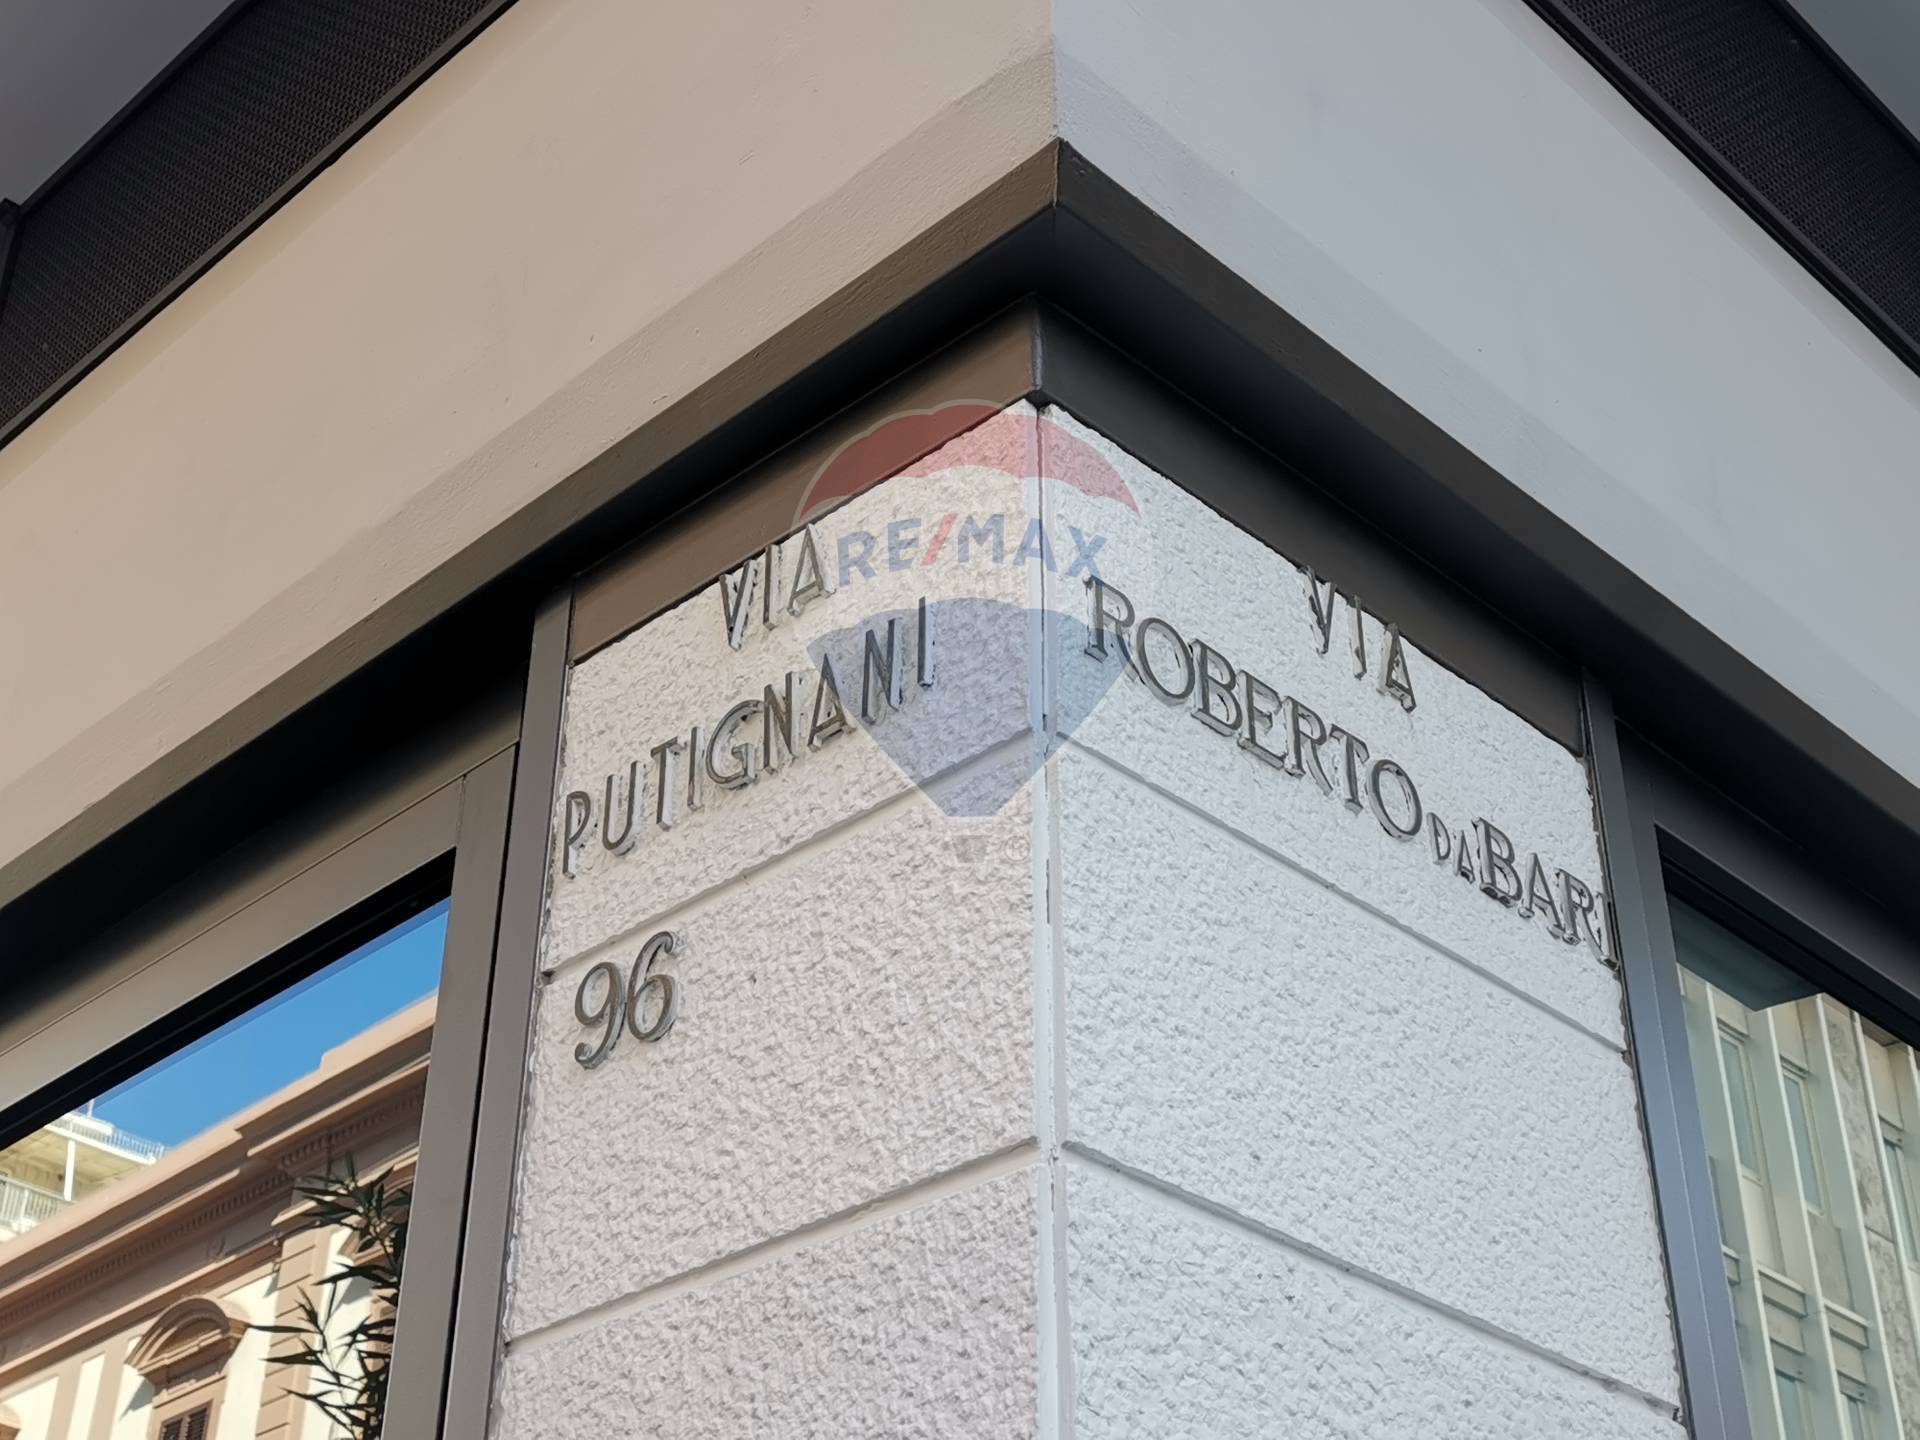 RE/MAX
VIA
PUTIGNANI
96
VIA
ROBERTO DA BARI